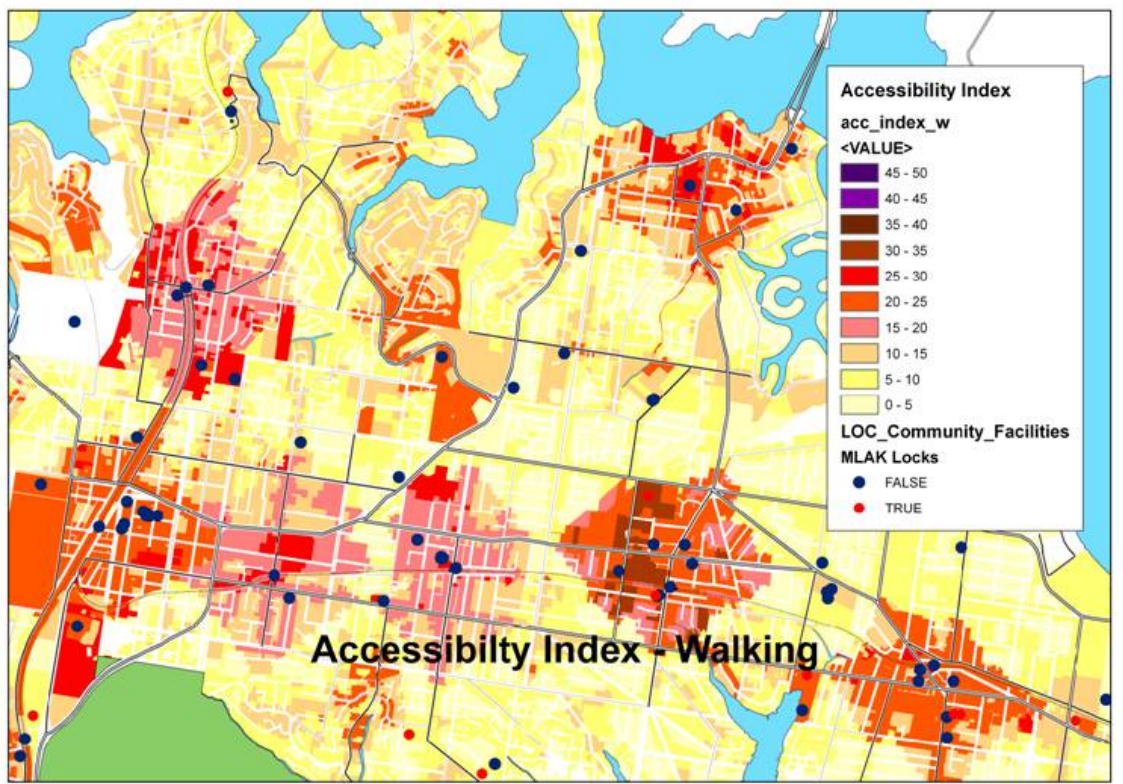 Accessibility Index
acc_index_w
<VALUE>
45 - 50
40 - 45
35 - 40
30 - 35
25 - 30
20 - 25
15 - 20
10 - 15
5 - 10
0 - 5
LOC_Community_Facilities
MLAK Locks
FALSE
TRUE
Accessibilty Index - Walking